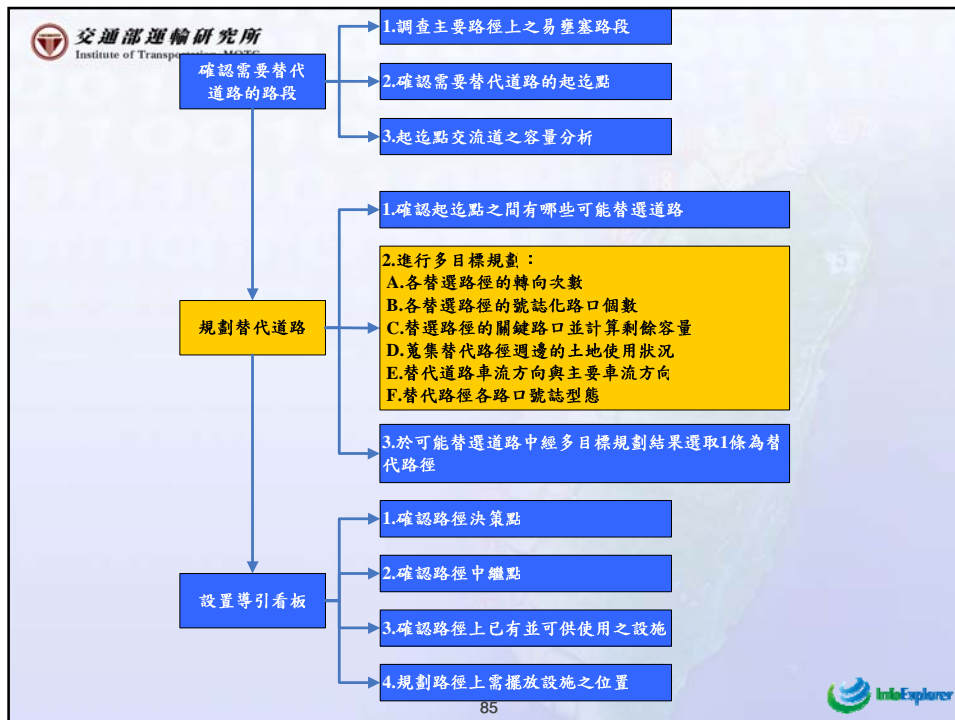 交通部運輸研究所
Institute of Transportation MOTC
確認需要替代
道路的路段
1.調查主要路徑上之易壅塞路段
2.確認需要替代道路的起迄點
3.起迄點交流道之容量分析
規劃替代道路
1.確認起迄點之間有哪些可能替選道路
2.進行多目標規劃：
A.各替選路徑的轉向次數
B.各替選路徑的號誌化路口個數
C.替選路徑的關鍵路口並計算剩餘容量
D.蒐集替代路徑週邊的土地使用狀況
E.替代道路車流方向與主要車流方向
F.替代路徑各路口號誌型態
3.於可能替選道路中經多目標規劃結果選取1條為替
代路徑
設置導引看板
1.確認路徑決策點
2.確認路徑中繼點
3.確認路徑上已有並可供使用之設施
4.規劃路徑上需擺放設施之位置
85
InfoExplorer